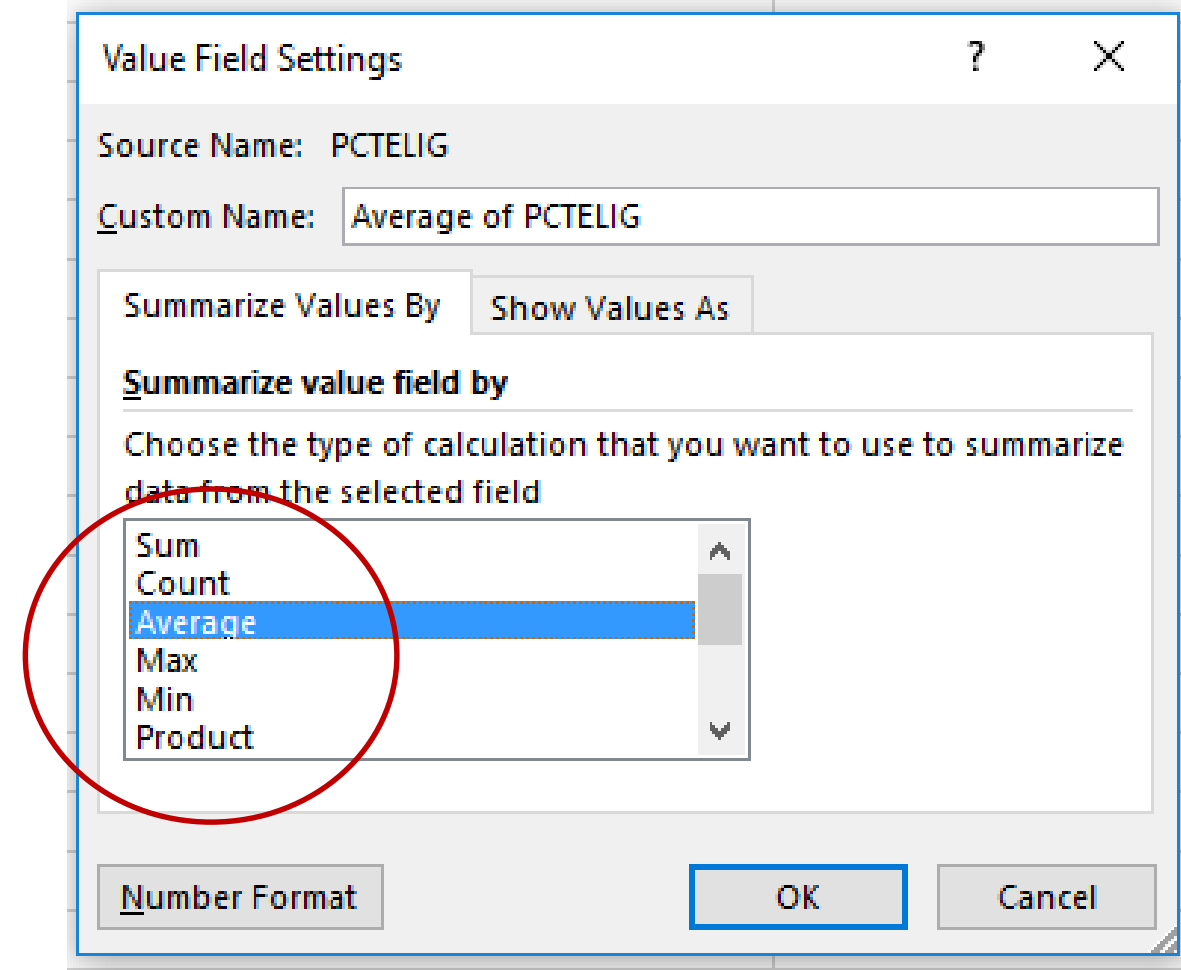 Value Field Settings ?
Source Name: PCTELIG
Custom Name: Average of PCTELIG
Summarize Values By Show Values As
Summarize value field by
Choose the type of calculation that you want to use to summarize
data from the selected field
Sum
Count
Average
Max
Min
Product
Number Format OK Cancel